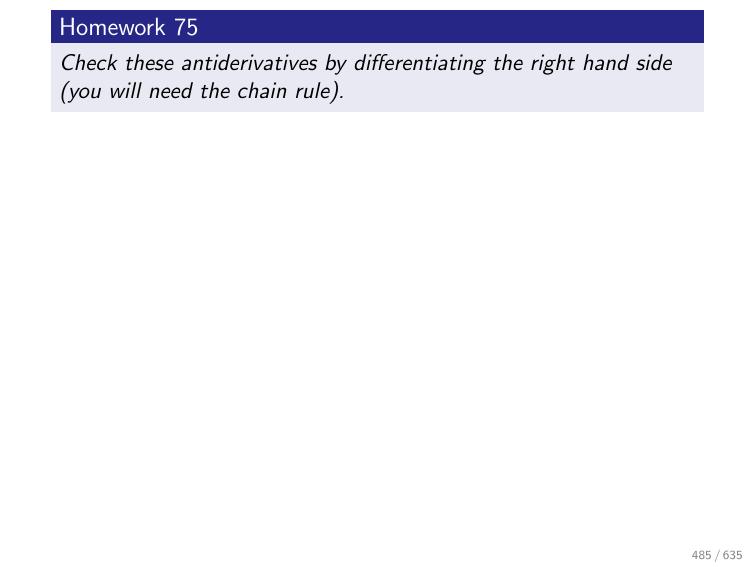 Homework 75
Check these antiderivatives by differentiating the right hand side
(you will need the chain rule).
485 / 635